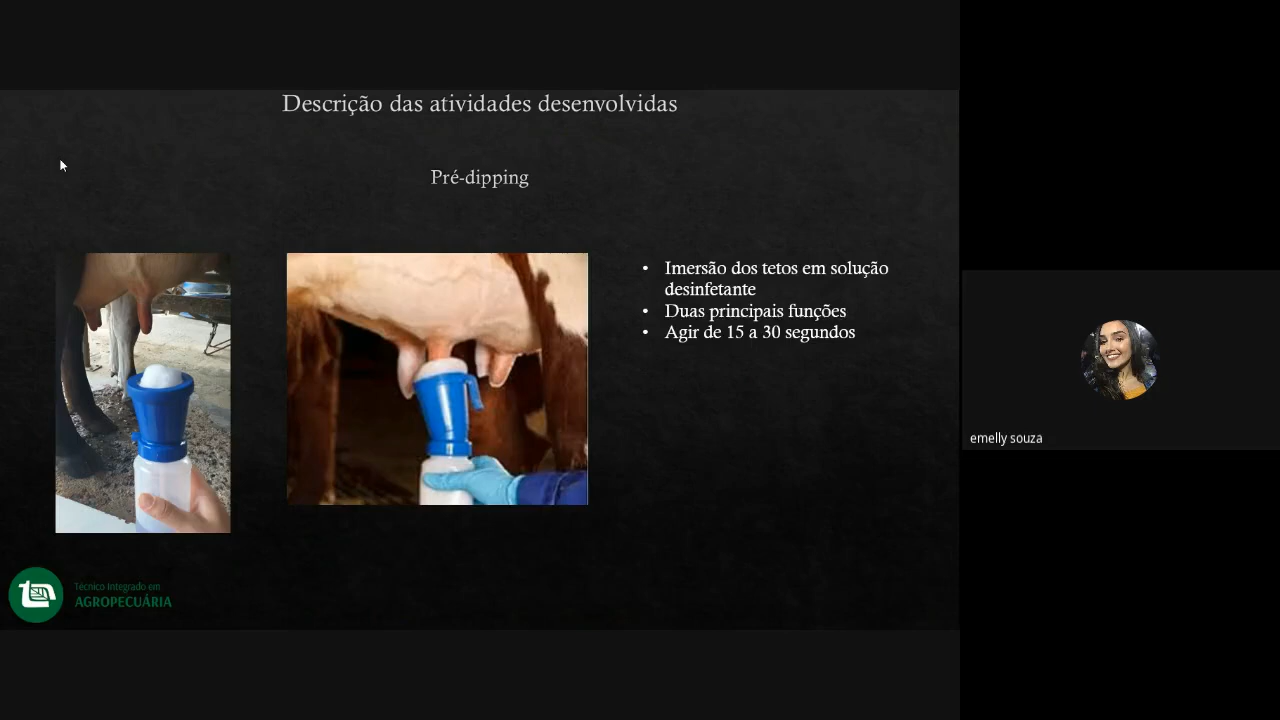 Descrição das atividades desenvolvidas
Pré-dipping
• Imersão dos tetos em solução
desinfetante
• Duas principais funções
• Agir de 15 a 30 segundos
emelly souza
Técnico Integrado em
AGROPECUÁRIA